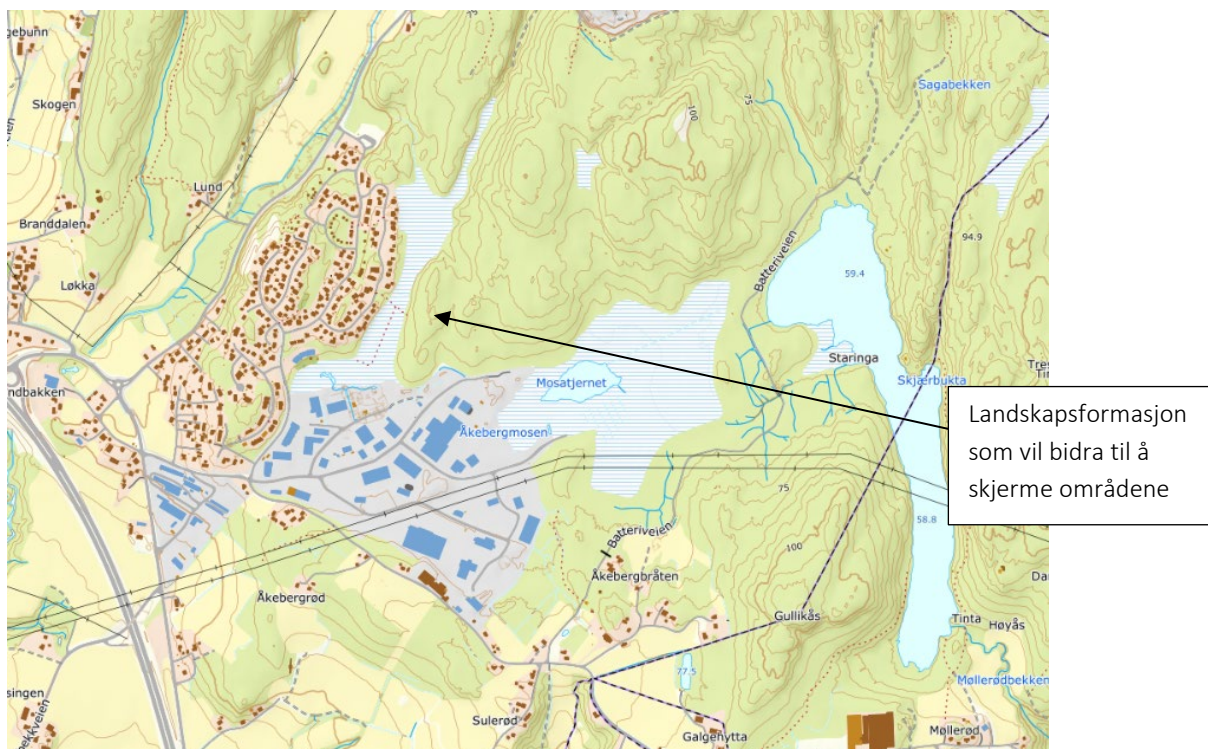 Sagabekken
Skogen
75
100
Lund
Branddalen
Batteriveien
94.9
59.4
Løkka
Staringa
Mosatjernet
Skjærbukta
Åkebergmosen
Landskapsformasjon
som vil bidra til å
skjerme områdene
75
58.8
100
Batteriveien
Åkebergbråten
Åkebergrød
Gullikås
Tinta
Høyås
77.5
Møllerødbekken
Sulerød
Galgehytta
Møllerød